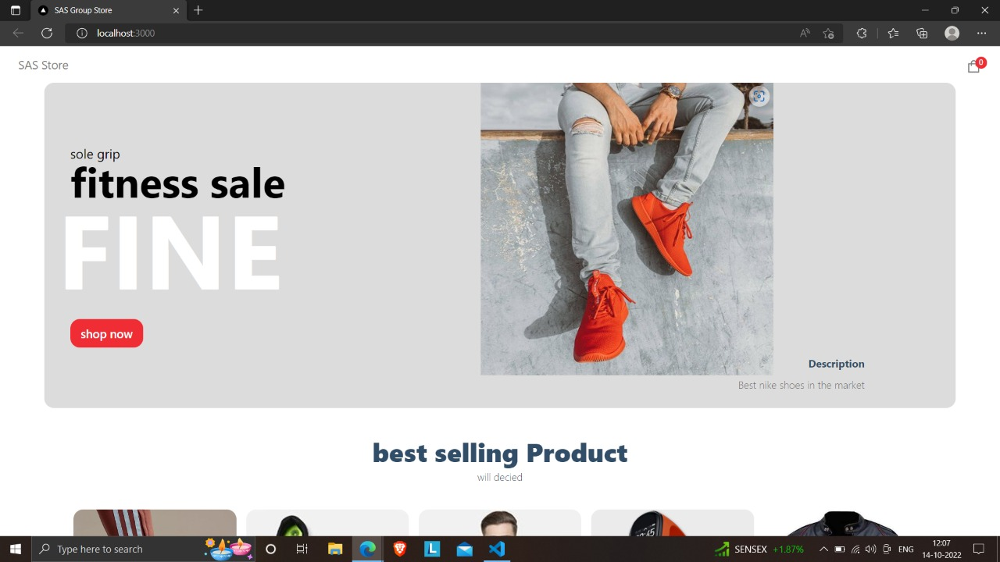 SAS Group Store
localhost:3000
SAS Store
0
sole grip
fitness sale
FINE
shop now
Description
Best nike shoes in the market
best selling Product
will decied
Type here to search
L
SENSEX +1.87%
ENG
12:07
14-10-2022